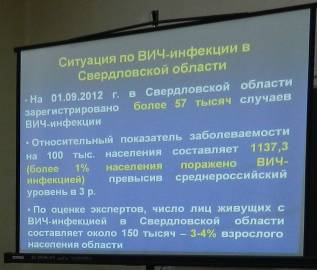 Ситуация по ВИЧ-инфекции в
Свердловской области
• На 01.09.2012 г. в Свердловской области
зарегистрировано более 57 тысяч случаев
ВИЧ-инфекции
• Относительный показатель заболеваемости
на 100 тыс. населения составляет 1137,3
(более 1% населения поражено ВИЧ-
инфекцией) превысив среднероссийский
уровень в 3 р.
• По оценке экспертов, число лиц живущих с
ВИЧ-инфекцией в Свердловской области
составляет около 150 тысяч – 3-4% взрослого
населения области